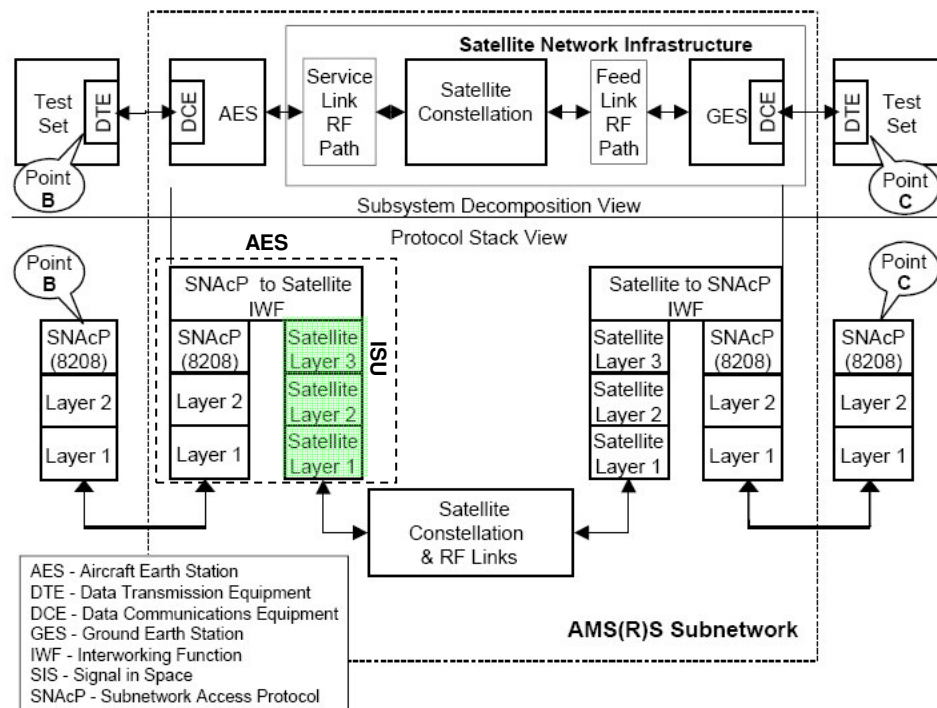 Satellite Network Infrastructure
Test
Set
DTE
Point
B
DCE
AES
Service
Link
RF
Path
Satellite
Constellation
Feed
Link
RF
Path
GES
DCE
DTE
Test
Set
Point
C
Subsystem Decomposition View
Protocol Stack View
Point
B
SNAcP
(8208)
Layer 2
Layer 1
AES
SNAcP to Satellite
IWF
SNAcP
(8208)
Layer 2
Layer 1
Satellite
Layer 3
Satellite
Layer 2
Satellite
Layer 1
ISU
Satellite
Constellation
& RF Links
Satellite to SNAcP
IWF
Satellite
Layer 3
Satellite
Layer 2
Satellite
Layer 1
SNAcP
(8208)
Layer 2
Layer 1
Point
C
SNAcP
(8208)
Layer 2
Layer 1
AMS(R)S Subnetwork
AES - Aircraft Earth Station
DTE - Data Transmission Equipment
DCE - Data Communications Equipment
GES - Ground Earth Station
IWF - Interworking Function
SIS - Signal in Space
SNAcP - Subnetwork Access Protocol